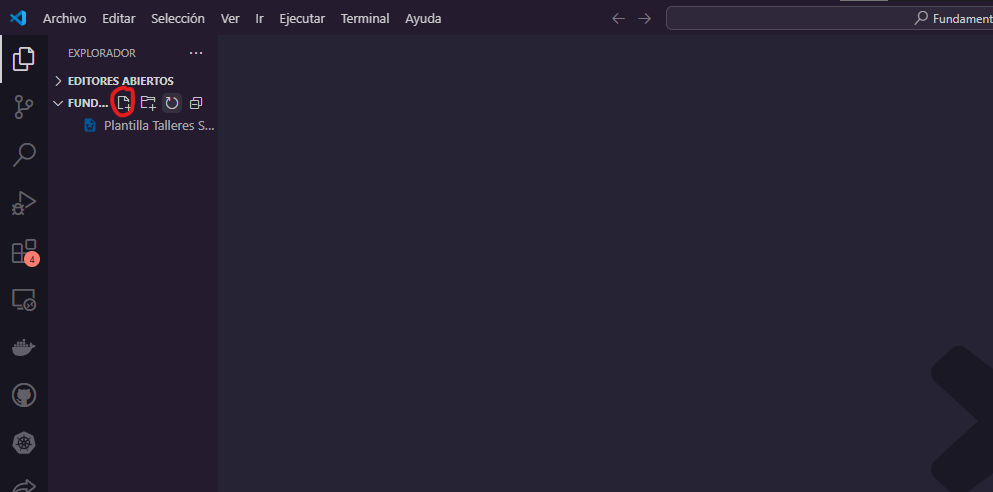 Archivo Editar Selección Ver Ir Ejecutar Terminal Ayuda
Fundament
EXPLORADOR
EDITORES ABIERTOS
FUND...
Plantilla Talleres S...
4